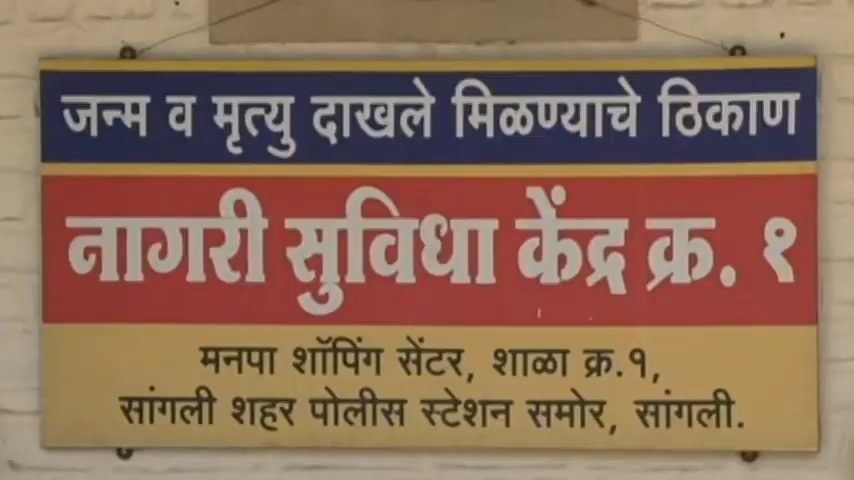 जन्म व मृत्यु दाखले मिळण्याचे ठिकाण
नागरी सुविधा केंद्र क्र. १
मनपा शॉपिंग सेंटर, शाळा क्र.१,
सांगली शहर पोलीस स्टेशन समोर, सांगली.